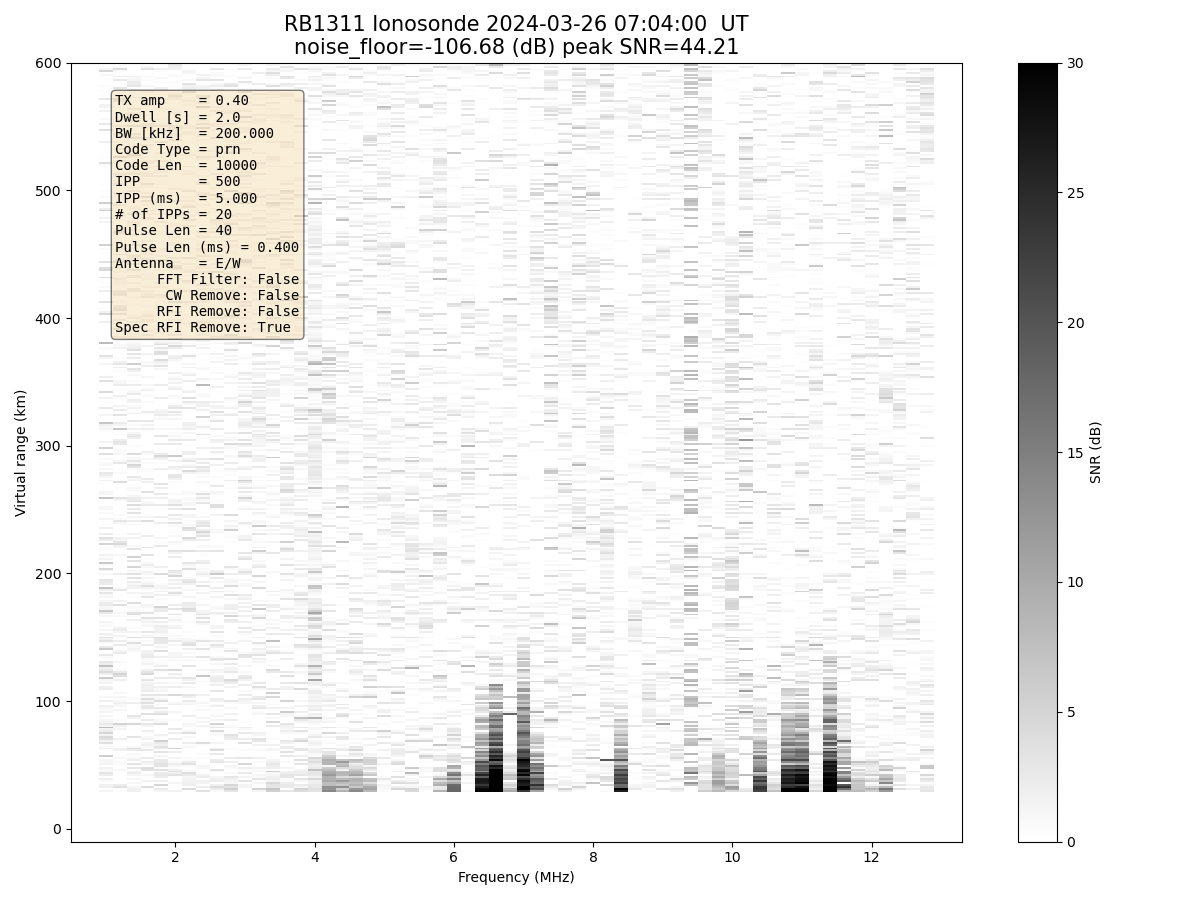 RB1311 Ionosonde 2024-03-26 07:04:00 UT
noise_floor=-106.68 (dB) peak SNR=44.21
600
500
400
300
200
100
0
Virtual range (km)
TX amp = 0.40
Dwell [s] = 2.0
BW [kHz] = 200.000
Code Type = prn
Code Len = 10000
IPP = 500
IPP (ms) = 5.000
# of IPPs = 20
Pulse Len = 40
Pulse Len (ms) = 0.400
Antenna = E/W
FFT Filter: False
CW Remove: False
RFI Remove: False
Spec RFI Remove: True
2 4 6 8 10 12
Frequency (MHz)
30
25
20
15
10
5
0
SNR (dB)